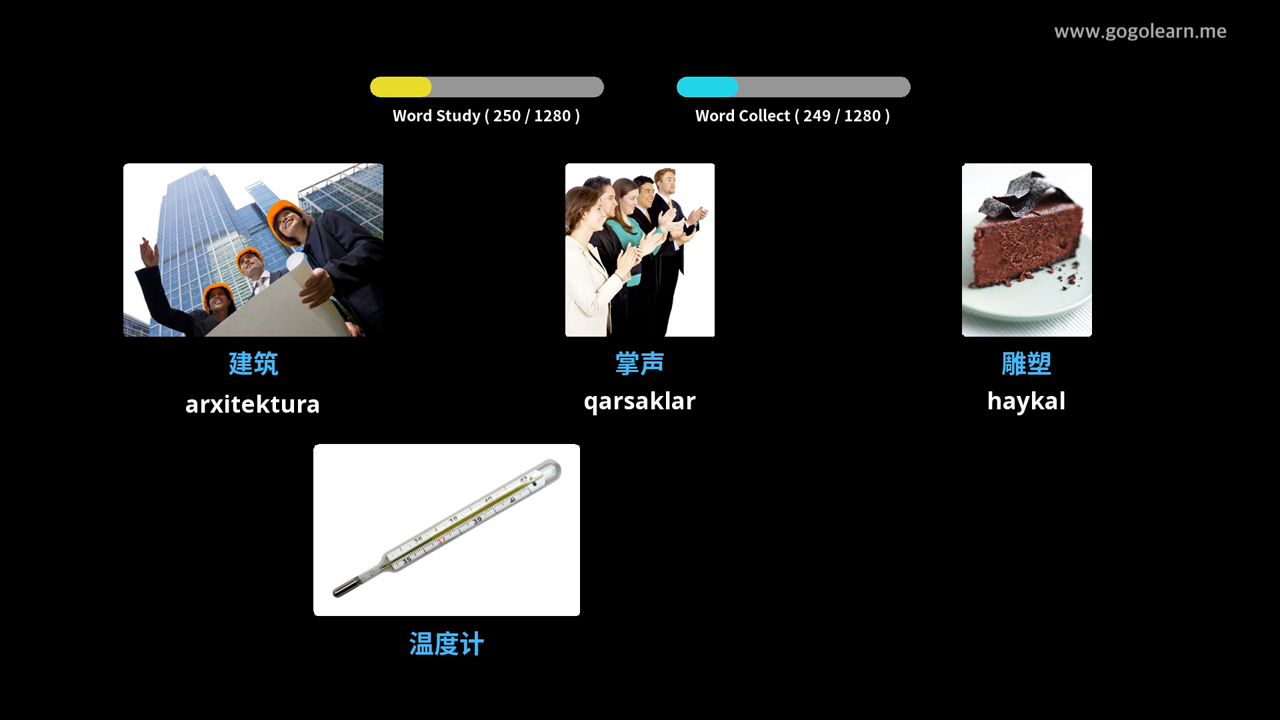 www.gogolearn.me
Word Study ( 250 / 1280 )
Word Collect ( 249 / 1280 )
建筑
掌声
雕塑
arxitektura
qarsaklar
haykal
温度计